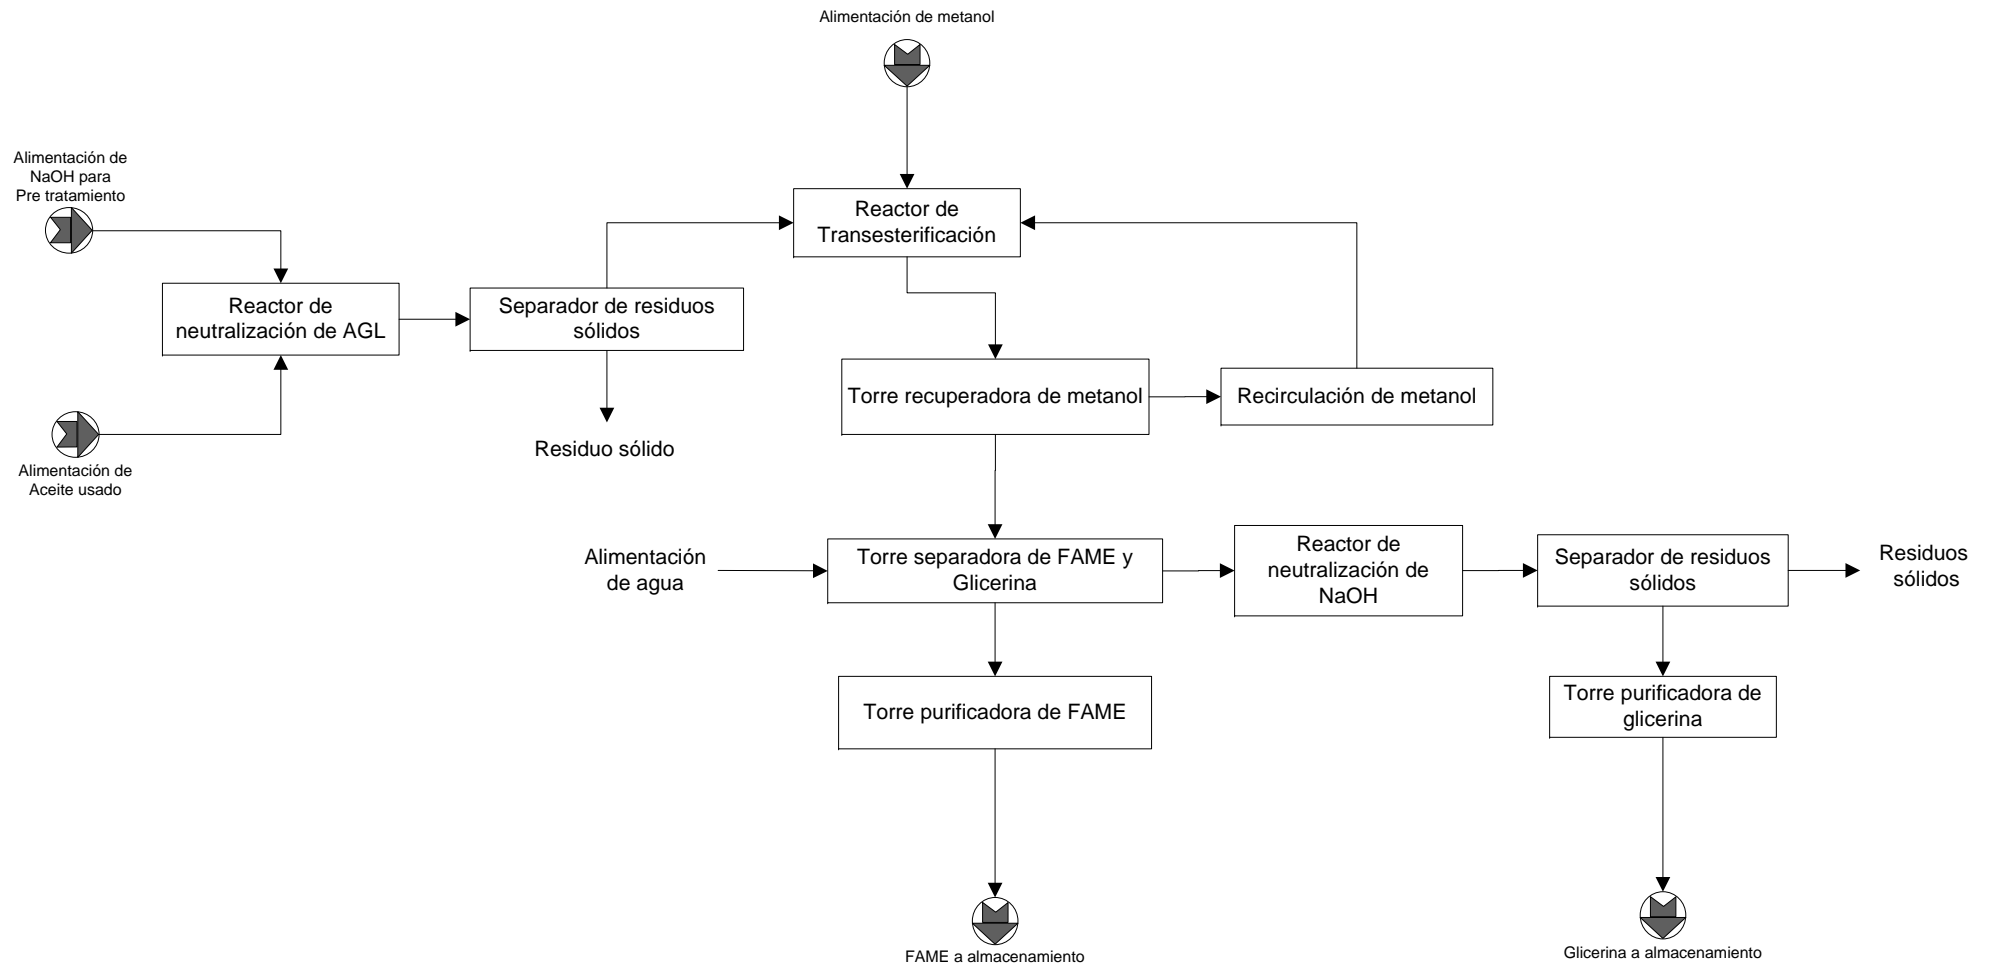 Alimentación de metanol
Alimentación de
NaOH para
Pre tratamiento
Reactor de
Transesterificación
Reactor de
neutralización de AGL
Separador de residuos
sólidos
Torre recuperadora de metanol
Recirculación de metanol
Residuo sólido
Alimentación de
Aceite usado
Alimentación
de agua
Torre separadora de FAME y
Glicerina
Reactor de
neutralización de
NaOH
Separador de residuos
sólidos
Residuos
sólidos
Torre purificadora de FAME
Torre purificadora de
glicerina
FAME a almacenamiento
Glicerina a almacenamiento